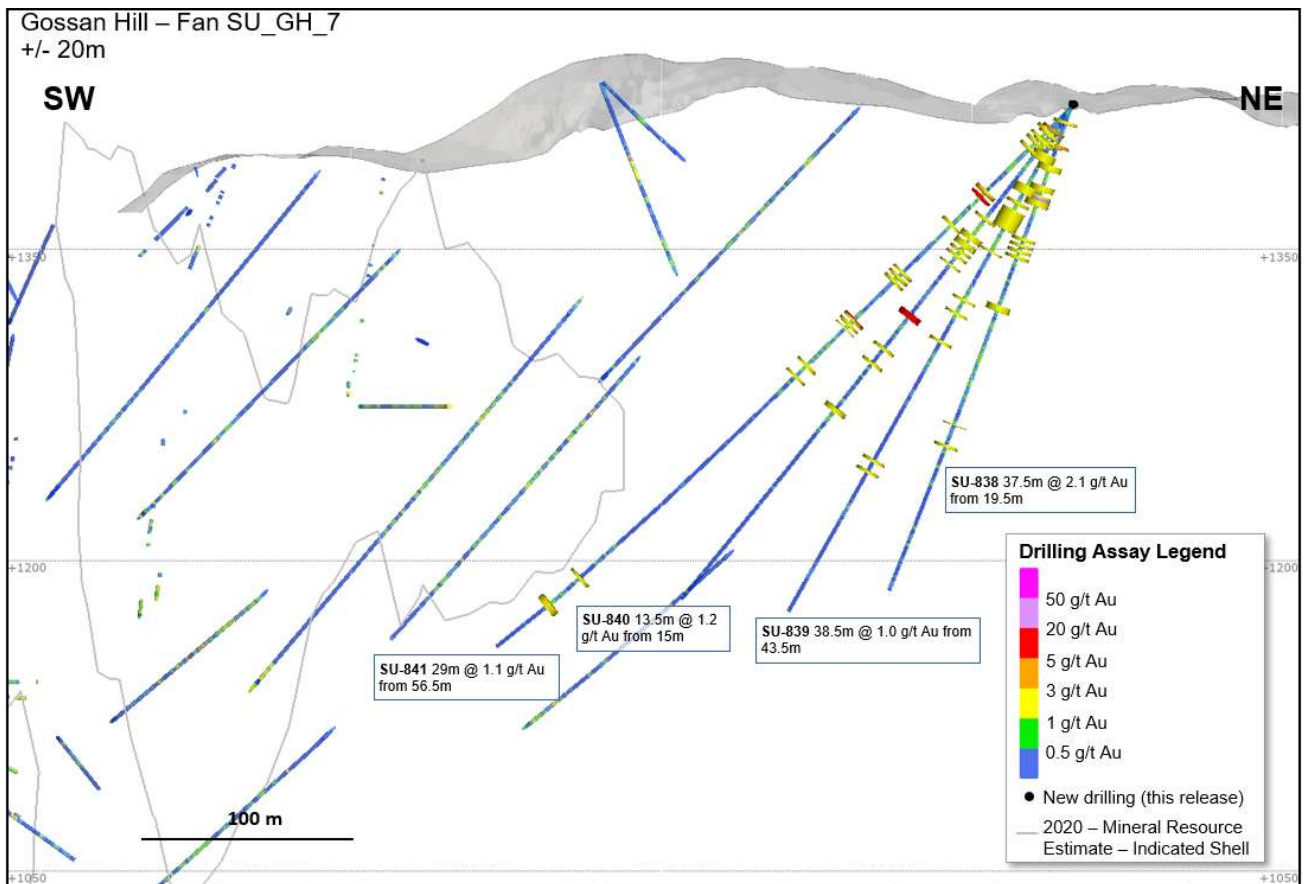 Gossan Hill – Fan SU_GH_7
+/- 20m
SW
NE
+1350
+1350
SU-838 37.5m @ 2.1 g/t Au
from 19.5m
+1200
1200
SU-840 13.5m @ 1.2
g/t Au from 15m
SU-839 38.5m @ 1.0 g/t Au from
43.5m
SU-841 29m @ 1.1 g/t Au
from 56.5m
Drilling Assay Legend
50 g/t Au
20 g/t Au
5 g/t Au
3 g/t Au
1 g/t Au
0.5 g/t Au
New drilling (this release)
2020 – Mineral Resource
Estimate – Indicated Shell
100 m
+1050
+1050